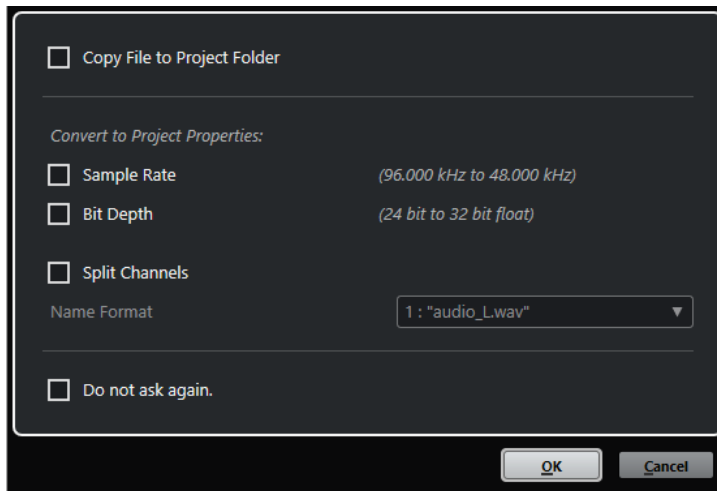 Copy File to Project Folder
Convert to Project Properties:
Sample Rate (96.000 kHz to 48.000 kHz)
Bit Depth (24 bit to 32 bit float)
Split Channels
Name Format 1 : "audio_L.wav"
Do not ask again.
OK Cancel